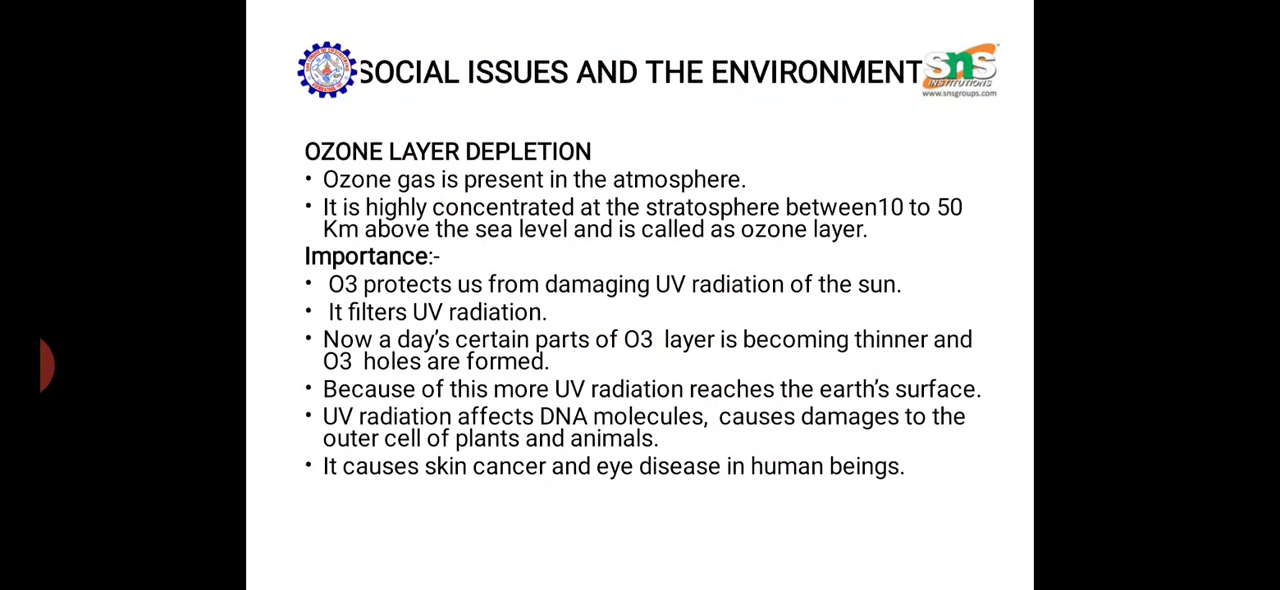 SOCIAL ISSUES AND THE ENVIRONMENT
SNS
INSTITUTIONS
www.snsgroups.com
OZONE LAYER DEPLETION
• Ozone gas is present in the atmosphere.
• It is highly concentrated at the stratosphere between10 to 50
Km above the sea level and is called as ozone layer.
Importance:-
• O3 protects us from damaging UV radiation of the sun.
• It filters UV radiation.
• Now a day's certain parts of O3 layer is becoming thinner and
O3 holes are formed.
• Because of this more UV radiation reaches the earth's surface.
• UV radiation affects DNA molecules, causes damages to the
outer cell of plants and animals.
• It causes skin cancer and eye disease in human beings.